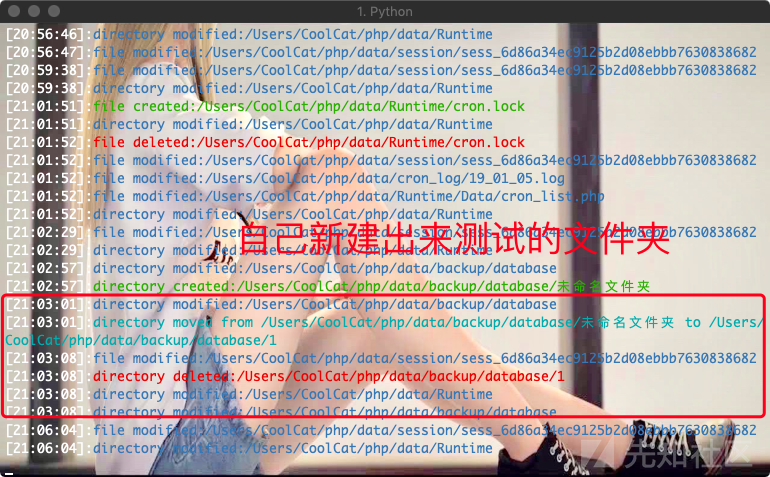 1. Python
[20:56:46]:directory modified:/Users/CoolCat/php/data/Runtime
[20:56:47]:file modified:/Users/CoolCat/php/data/session/sess_6d86a34ec9125b2d08ebbb7630838682
[20:59:38]:file modified:/Users/CoolCat/php/data/session/sess_6d86a34ec9125b2d08ebbb7630838682
[20:59:38]:directory modified:/Users/CoolCat/php/data/Runtime
[21:01:51]:file created:/Users/CoolCat/php/data/Runtime/cron.lock
[21:01:51]:directory modified:/Users/CoolCat/php/data/Runtime
[21:01:52]:file deleted:/Users/CoolCat/php/data/Runtime/cron.lock
[21:01:52]:file modified:/Users/CoolCat/php/data/session/sess_6d86a34ec9125b2d08ebbb7630838682
[21:01:52]:file modified:/Users/CoolCat/php/data/cron_log/19_01_05.log
[21:01:52]:file modified:/Users/CoolCat/php/data/Runtime/Data/cron_list.php
[21:01:52]:directory modified:/Users/CoolCat/php/data/Runtime
[21:02:29]:file modified:/Users/CoolCat/php/data/session/sess_6d86a34ec9125b2d08ebbb7630838682
自己新建出来测试的文件夹
[21:02:29]:directory modified:/Users/CoolCat/php/data/Runtime
[21:02:57]:directory modified:/Users/CoolCat/php/data/backup/database
[21:02:57]:directory created:/Users/CoolCat/php/data/backup/database/未命名文件夹
[21:03:01]:directory modified:/Users/CoolCat/php/data/backup/database
[21:03:01]:directory moved from /Users/CoolCat/php/data/backup/database/未命名文件夹 to /Users/
CoolCat/php/data/backup/database/1
[21:03:08]:file modified:/Users/CoolCat/php/data/session/sess_6d86a34ec9125b2d08ebbb7630838682
[21:03:08]:directory deleted:/Users/CoolCat/php/data/backup/database/1
[21:03:08]:directory modified:/Users/CoolCat/php/data/Runtime
[21:03:08]:directory modified:/Users/CoolCat/php/data/backup/database
[21:06:04]:file modified:/Users/CoolCat/php/data/session/sess_6d86a34ec9125b2d08ebbb7630838682
[21:06:04]:directory modified:/Users/CoolCat/php/data/Runtime
先知社区